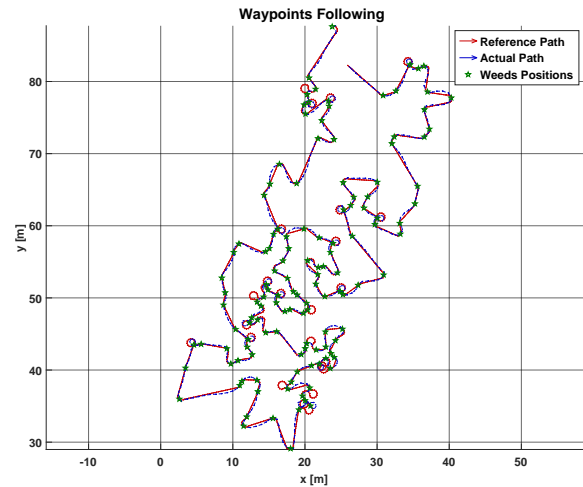 Waypoints Following
Reference Path
Actual Path
Weeds Positions
80
70
60
50
40
30
y [m]
-10 0 10 20 30 40 50
x [m]